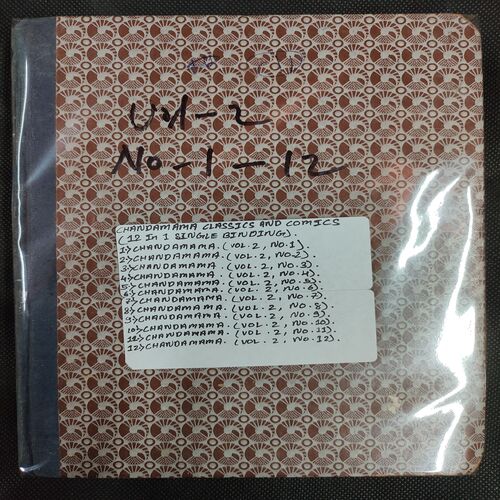 Vol-2
No-1-12
CHANDAMAMA CLASSICS AND COMICS
(12 IN 1 SINGLE BINDING).
1> CHANDAMAMA. (VOL. 2, NO. 1).
2> CHANDAMAMA. (VOL. 2, NO. 2).
3> CHANDAMAMA. (VOL. 2, NO. 3).
4> CHANDAMAMA. (VOL. 2, NO. 4).
5> CHANDAMAMA. (VOL. 2, NO. 5).
6> CHANDAMAMA. (VOL. 2, NO. 6).
7> CHANDAMAMA. (VOL. 2, NO. 7).
8> CHANDAMAMA. (VOL. 2, NO. 8).
9> CHANDAMAMA. (VOL. 2, NO. 9).
10> CHANDAMAMA. (VOL. 2, NO. 10).
11> CHANDAMAMA. (VOL. 2, NO. 11).
12> CHANDAMAMA. (VOL. 2, NO. 12).